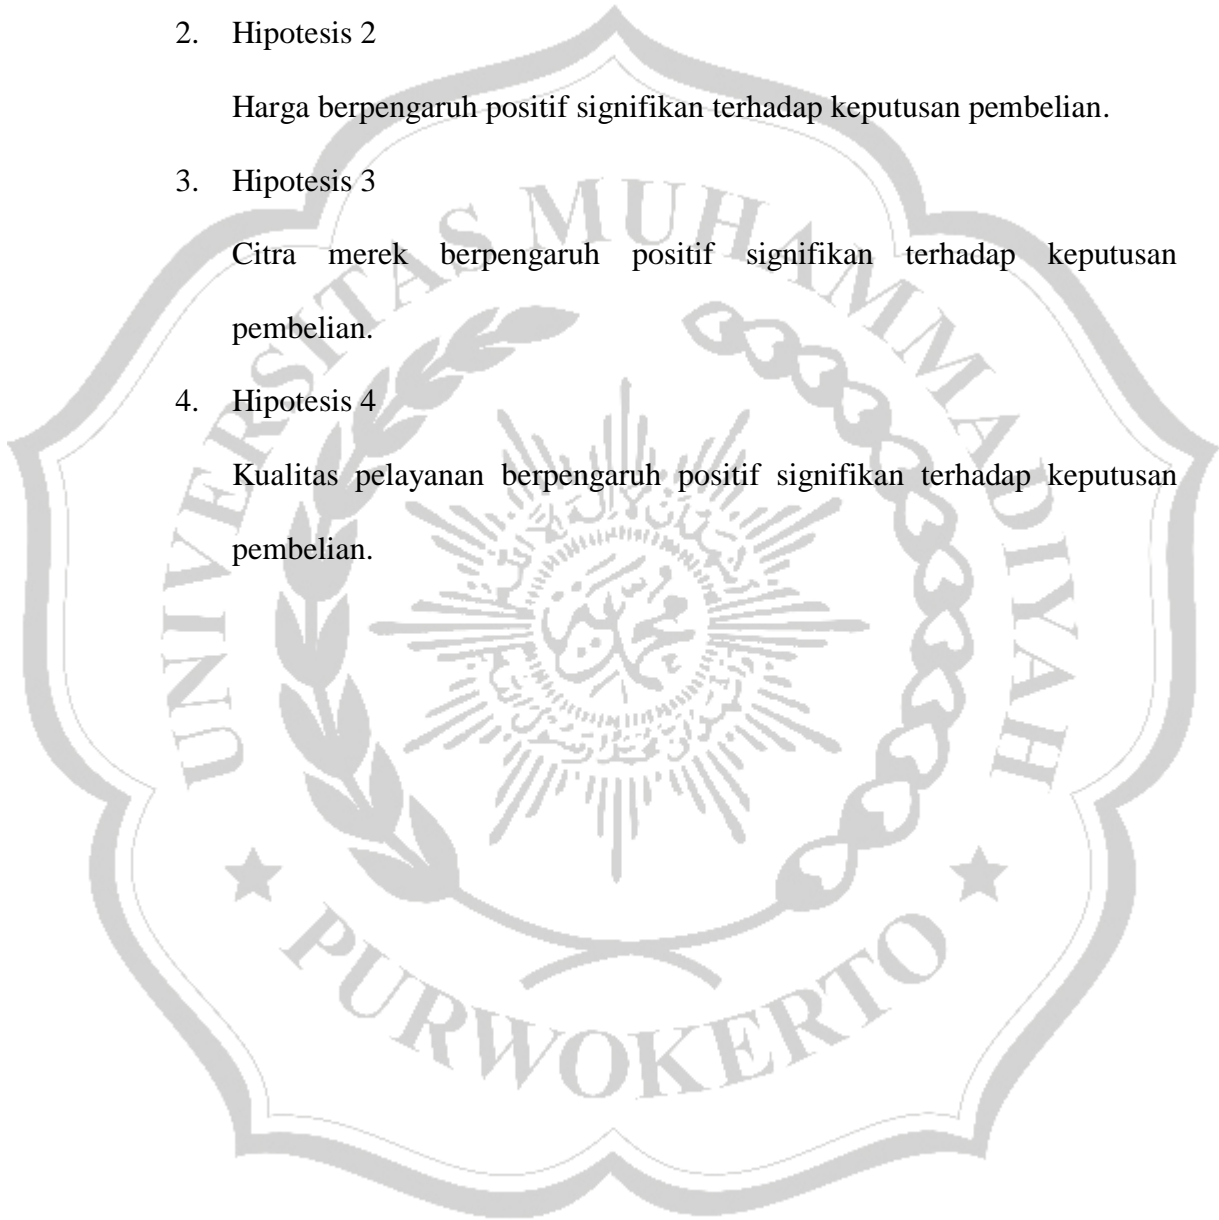 2. Hipotesis 2
Harga berpengaruh positif signifikan terhadap keputusan pembelian.
3. Hipotesis 3
Citra merek berpengaruh positif signifikan terhadap keputusan
pembelian.
4. Hipotesis 4
Kualitas pelayanan berpengaruh positif signifikan terhadap keputusan
pembelian.
UNIVERSITAS MUHAMMADIYAH
PURWOKERTO